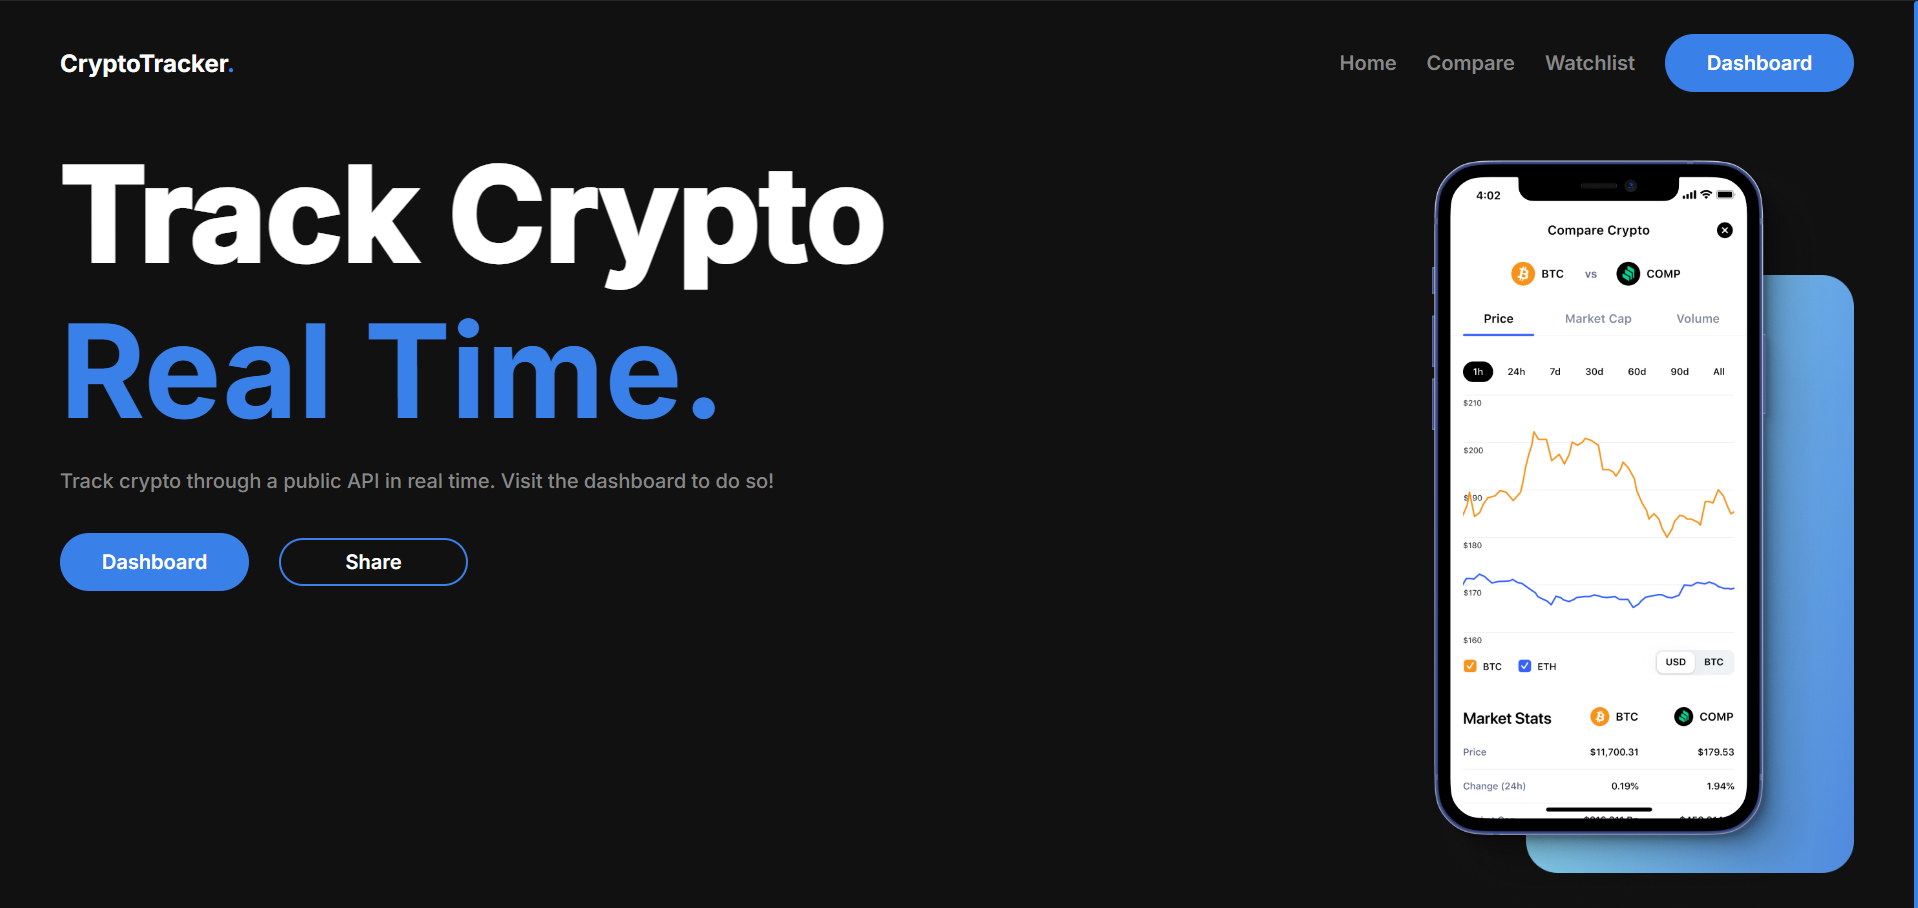 CryptoTracker.
Home Compare Watchlist Dashboard
Track Crypto
Real Time.
Track crypto through a public API in real time. Visit the dashboard to do so!
Dashboard Share
4:02
Compare Crypto
BTC vs COMP
Price Market Cap Volume
1h 24h 7d 30d 60d 90d All
$210
$200
$190
$180
$170
$160
BTC ETH USD BTC
Market Stats BTC COMP
Price $11,700.31 $179.53
Change (24h) 0.19% 1.94%